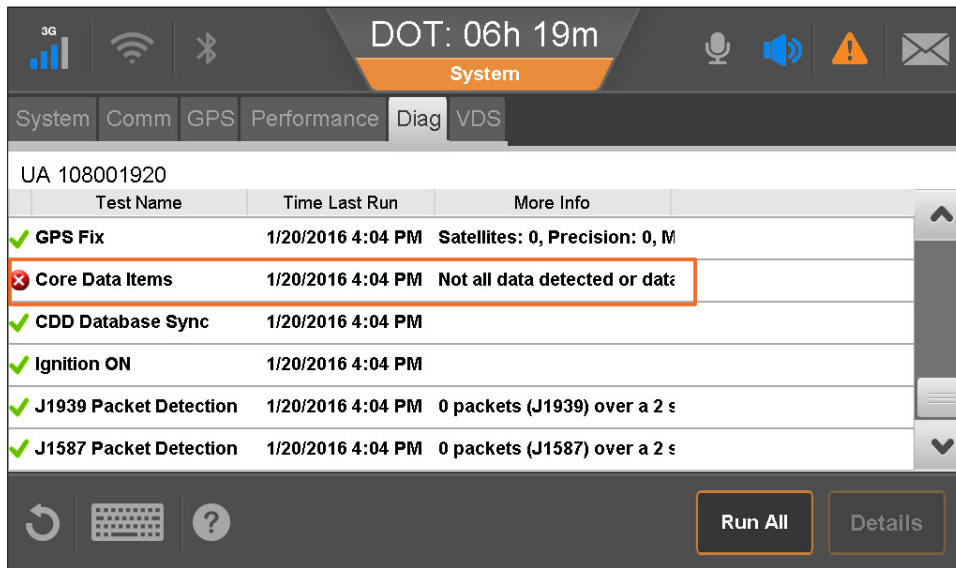 3G
DOT: 06h 19m
System
System Comm GPS Performance Diag VDS
UA 108001920
Test Name Time Last Run More Info
GPS Fix 1/20/2016 4:04 PM Satellites: 0, Precision: 0, M
Core Data Items 1/20/2016 4:04 PM Not all data detected or data
CDD Database Sync 1/20/2016 4:04 PM
Ignition ON 1/20/2016 4:04 PM
J1939 Packet Detection 1/20/2016 4:04 PM 0 packets (J1939) over a 2 s
J1587 Packet Detection 1/20/2016 4:04 PM 0 packets (J1587) over a 2 s
Run All Details